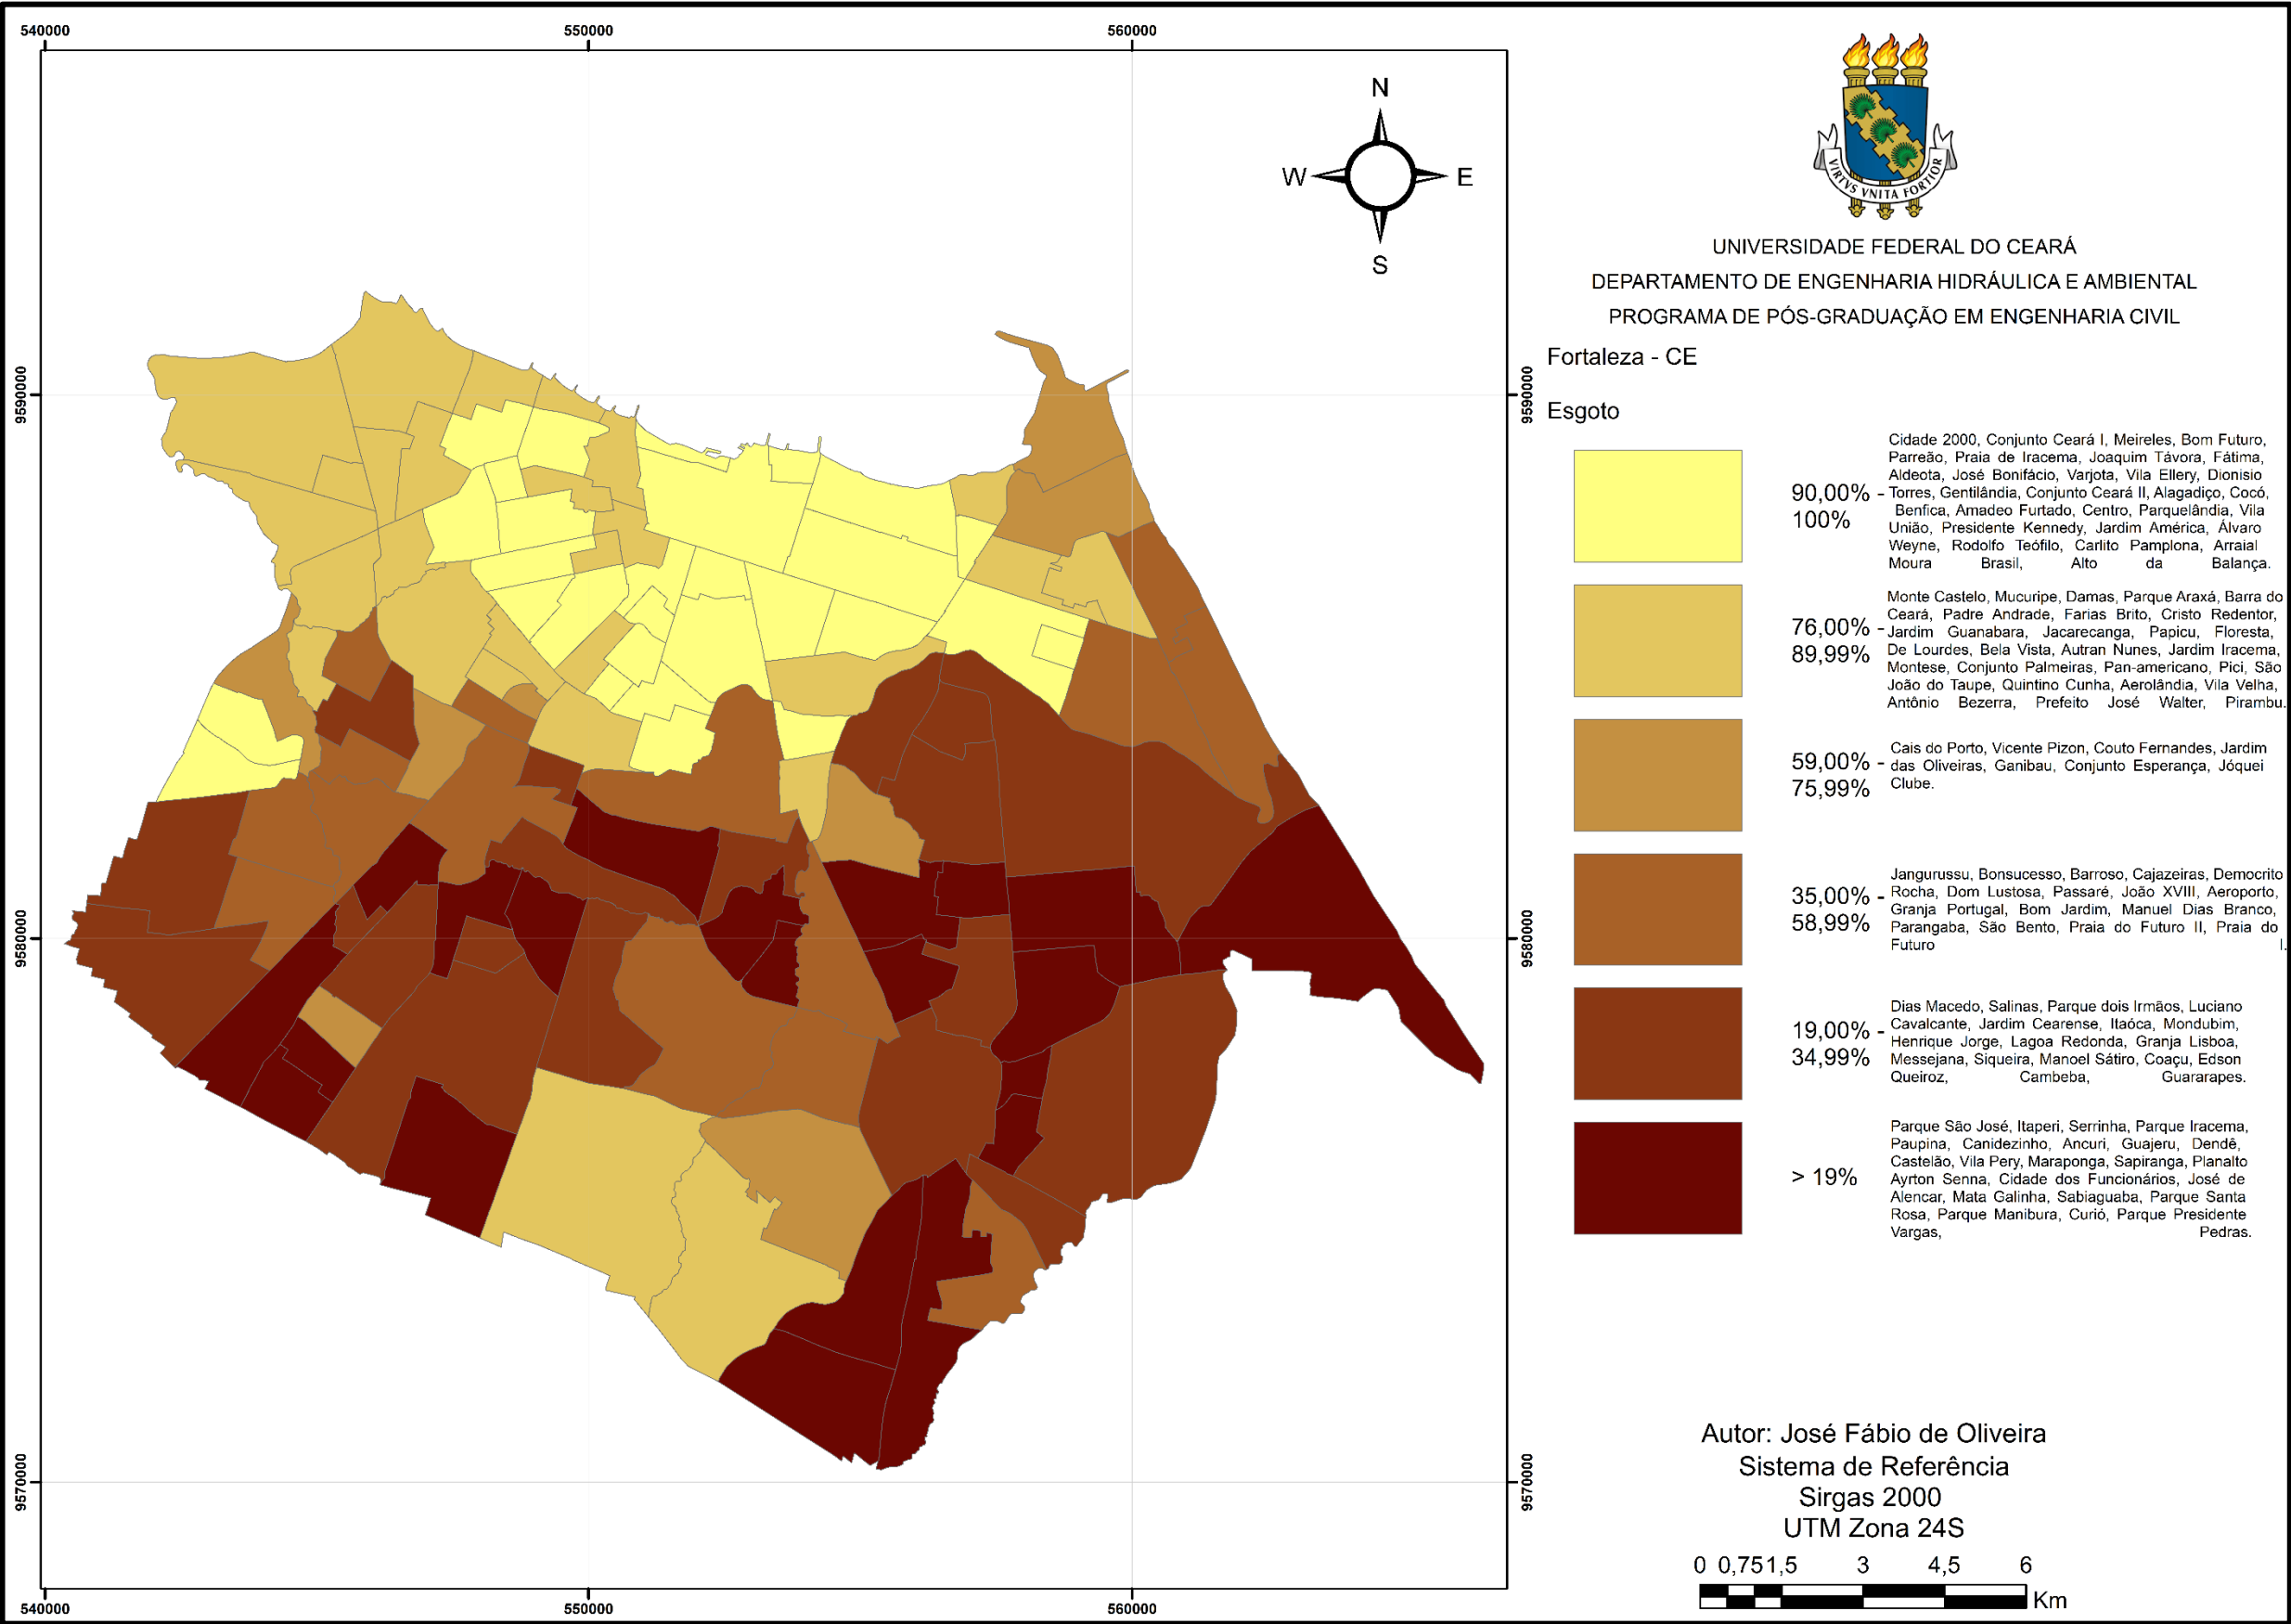 540000 550000 560000
N
W E
S
9590000 9590000
9580000 9580000
9570000 9570000
540000 550000 560000
VIRTVS VNITA FORTIOR
UNIVERSIDADE FEDERAL DO CEARÁ
DEPARTAMENTO DE ENGENHARIA HIDRÁULICA E AMBIENTAL
PROGRAMA DE PÓS-GRADUAÇÃO EM ENGENHARIA CIVIL
Fortaleza - CE
Esgoto
90,00% -
100%
Cidade 2000, Conjunto Ceará I, Meireles, Bom Futuro,
Parreão, Praia de Iracema, Joaquim Távora, Fátima,
Aldeota, José Bonifácio, Varjota, Vila Ellery, Dionisio
Torres, Gentilândia, Conjunto Ceará II, Alagadiço, Cocó,
Benfica, Amadeo Furtado, Centro, Parquelândia, Vila
União, Presidente Kennedy, Jardim América, Álvaro
Weyne, Rodolfo Teófilo, Carlito Pamplona, Arraial
Moura Brasil, Alto da Balança.
76,00% -
89,99%
Monte Castelo, Mucuripe, Damas, Parque Araxá, Barra do
Ceará, Padre Andrade, Farias Brito, Cristo Redentor,
Jardim Guanabara, Jacarecanga, Papicu, Floresta,
De Lourdes, Bela Vista, Autran Nunes, Jardim Iracema,
Montese, Conjunto Palmeiras, Pan-americano, Pici, São
João do Taupe, Quintino Cunha, Aerolândia, Vila Velha,
Antônio Bezerra, Prefeito José Walter, Pirambu.
59,00% -
75,99%
Cais do Porto, Vicente Pizon, Couto Fernandes, Jardim
das Oliveiras, Ganibau, Conjunto Esperança, Jóquei
Clube.
35,00% -
58,99%
Jangurussu, Bonsucesso, Barroso, Cajazeiras, Democrito
Rocha, Dom Lustosa, Passaré, João XVIII, Aeroporto,
Granja Portugal, Bom Jardim, Manuel Dias Branco,
Parangaba, São Bento, Praia do Futuro II, Praia do
Futuro I.
19,00% -
34,99%
Dias Macedo, Salinas, Parque dois Irmãos, Luciano
Cavalcante, Jardim Cearense, Itaóca, Mondubim,
Henrique Jorge, Lagoa Redonda, Granja Lisboa,
Messejana, Siqueira, Manoel Sátiro, Coaçu, Edson
Queiroz, Cambeba, Guararapes.
> 19%
Parque São José, Itaperi, Serrinha, Parque Iracema,
Paupina, Canidezinho, Ancuri, Guajeru, Dendê,
Castelão, Vila Pery, Maraponga, Sapiranga, Planalto
Ayrton Senna, Cidade dos Funcionários, José de
Alencar, Mata Galinha, Sabiaguaba, Parque Santa
Rosa, Parque Manibura, Curió, Parque Presidente
Vargas, Pedras.
Autor: José Fábio de Oliveira
Sistema de Referência
Sirgas 2000
UTM Zona 24S
0 0,75 1,5 3 4,5 6
Km